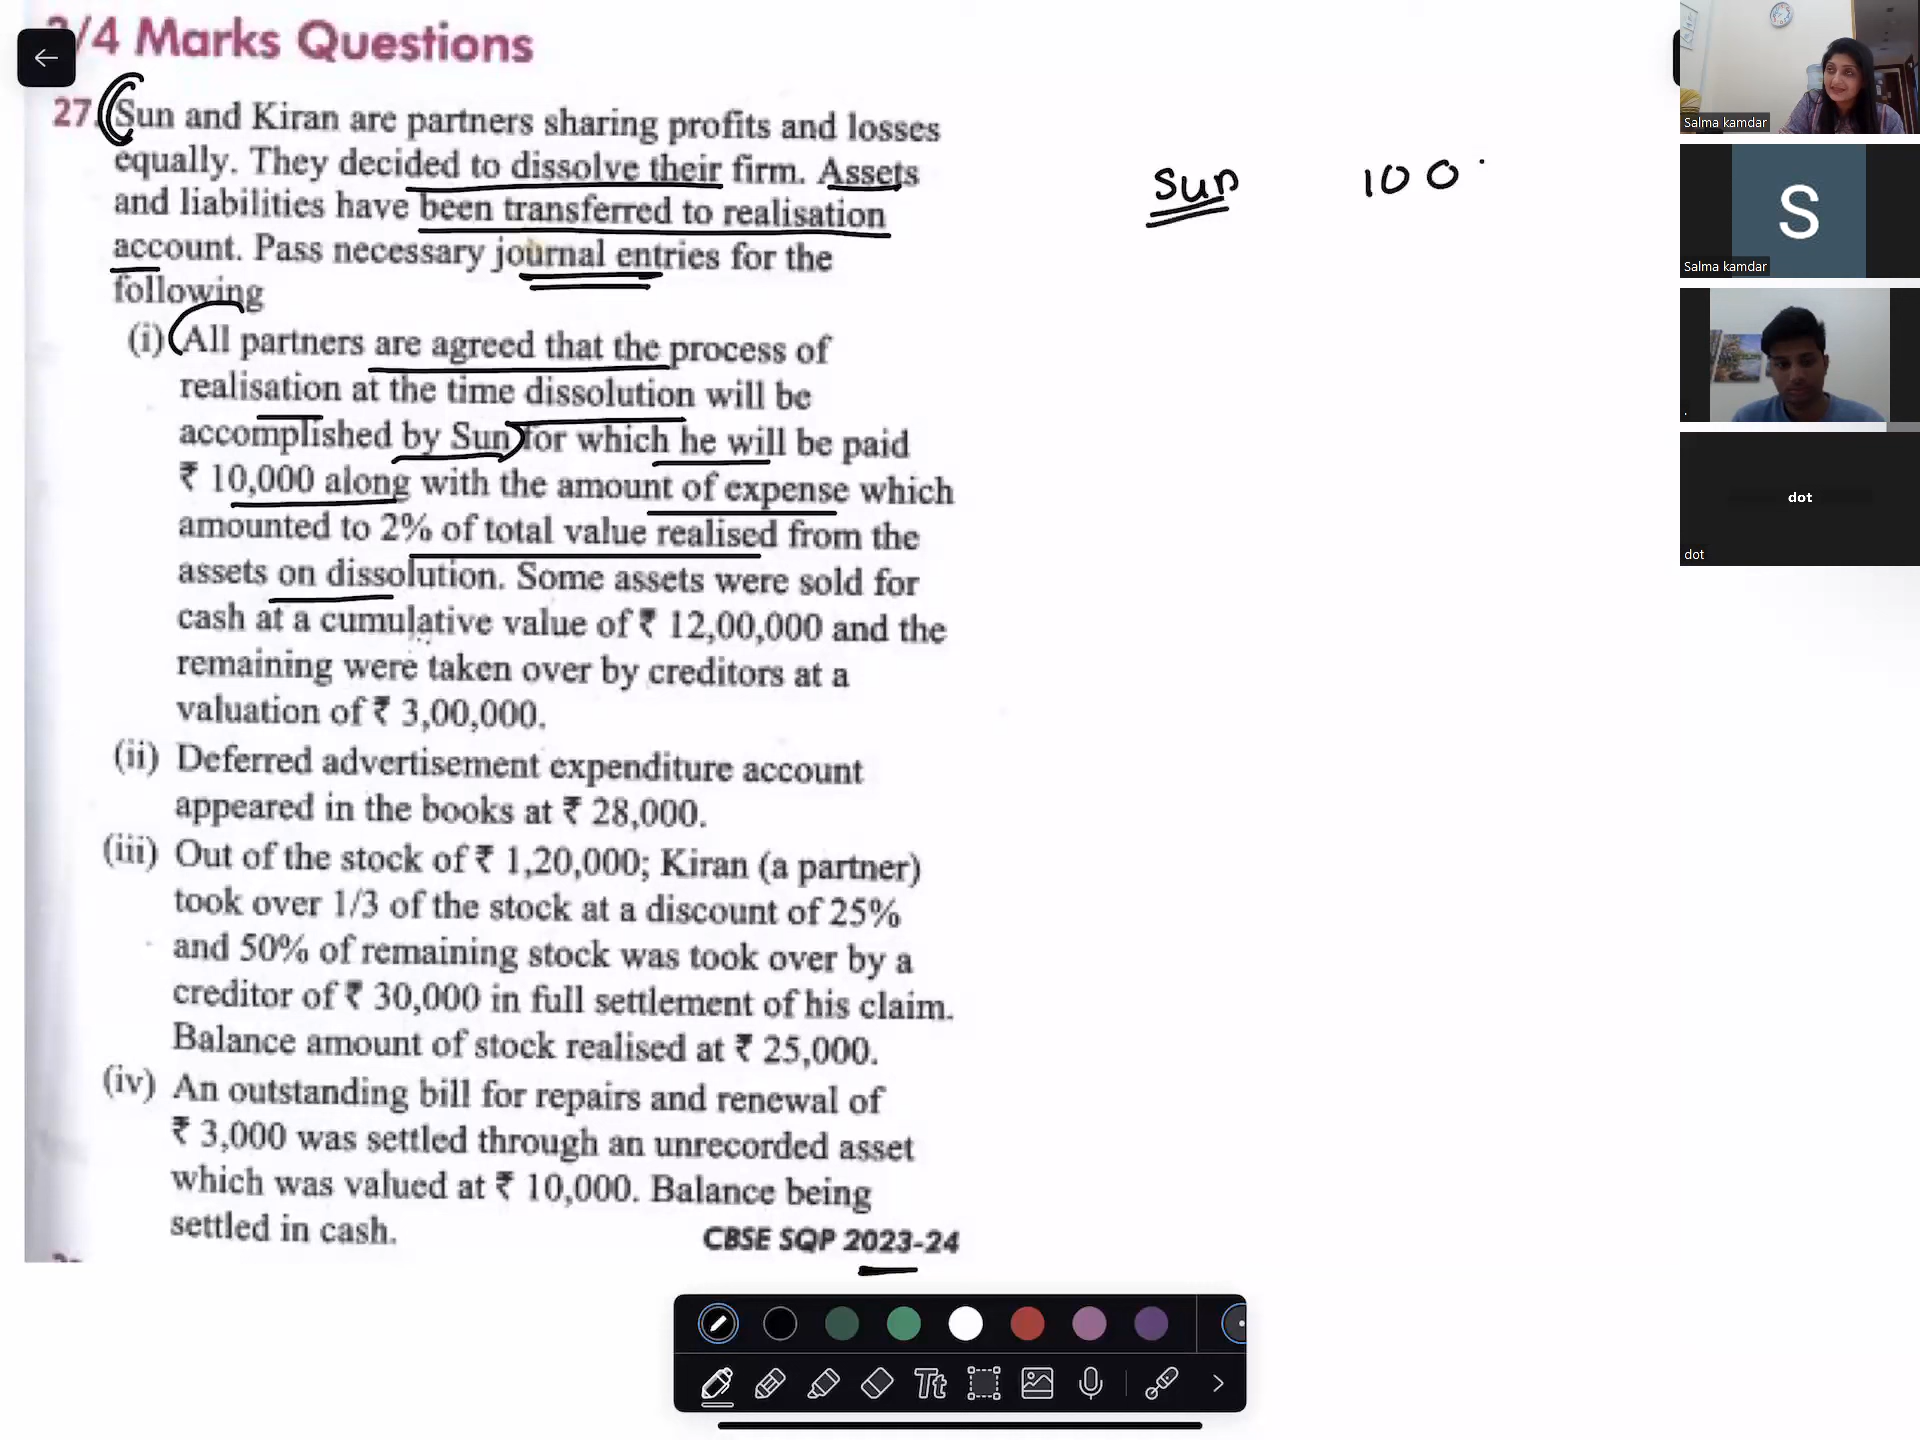 3/4 Marks Questions
27. Sun and Kiran are partners sharing profits and losses
equally. They decided to dissolve their firm. Assets
and liabilities have been transferred to realisation
account. Pass necessary journal entries for the
following
(i) All partners are agreed that the process of
realisation at the time dissolution will be
accomplished by Sun for which he will be paid
₹ 10,000 along with the amount of expense which
amounted to 2% of total value realised from the
assets on dissolution. Some assets were sold for
cash at a cumulative value of ₹ 12,00,000 and the
remaining were taken over by creditors at a
valuation of ₹ 3,00,000.
(ii) Deferred advertisement expenditure account
appeared in the books at ₹ 28,000.
(iii) Out of the stock of ₹ 1,20,000; Kiran (a partner)
took over 1/3 of the stock at a discount of 25%
and 50% of remaining stock was took over by a
creditor of ₹ 30,000 in full settlement of his claim.
Balance amount of stock realised at ₹ 25,000.
(iv) An outstanding bill for repairs and renewal of
₹ 3,000 was settled through an unrecorded asset
which was valued at ₹ 10,000. Balance being
settled in cash.
CBSE SQP 2023-24
Sun 100
Salma kamdar
S
Salma kamdar
.
dot
dot
Tt